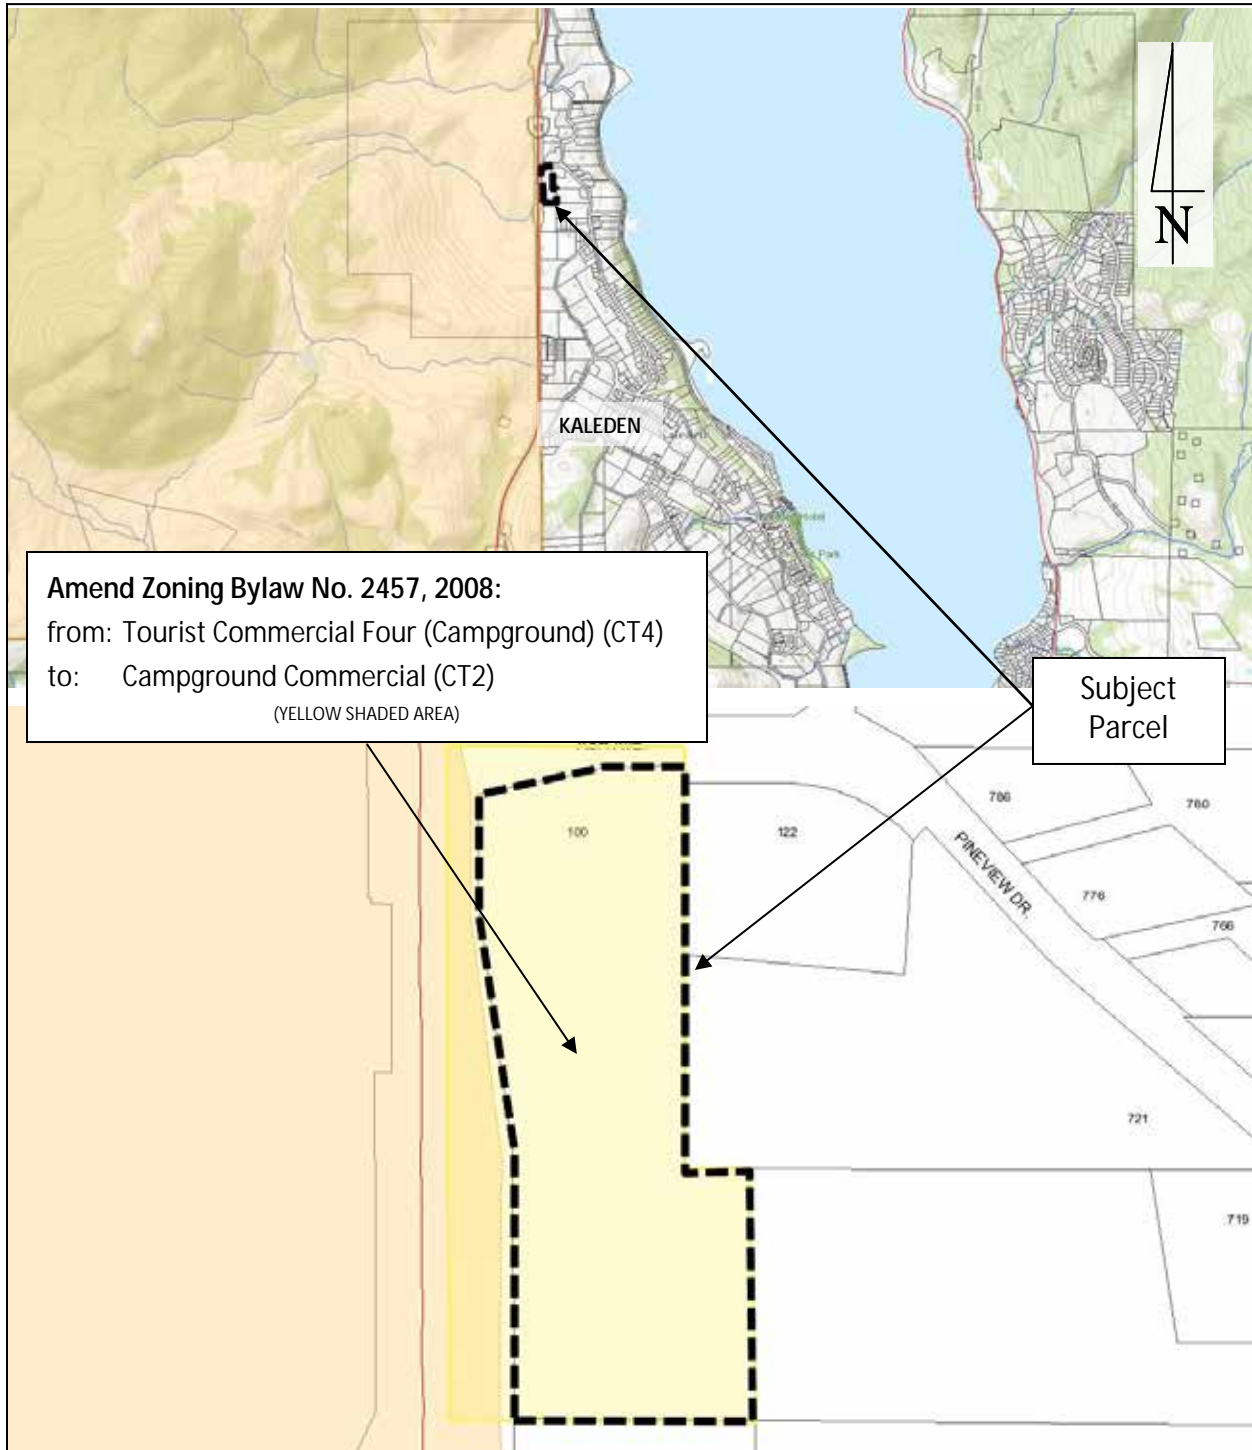 N
KALEDEN
Amend Zoning Bylaw No. 2457, 2008:
from: Tourist Commercial Four (Campground) (CT4)
to: Campground Commercial (CT2)
(YELLOW SHADED AREA)
Subject
Parcel
100
122
786
760
PINEVIEW DR.
776
766
721
719